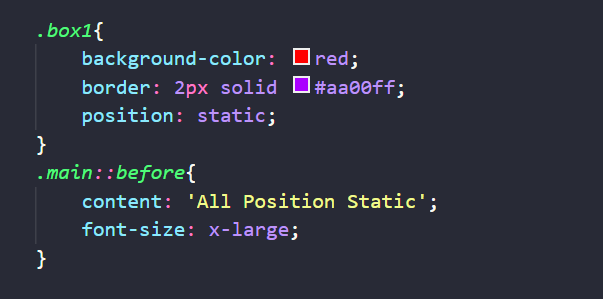 .box1{
    background-color: red;
    border: 2px solid #aa00ff;
    position: static;
}
.main::before{
    content: 'All Position Static';
    font-size: x-large;
}